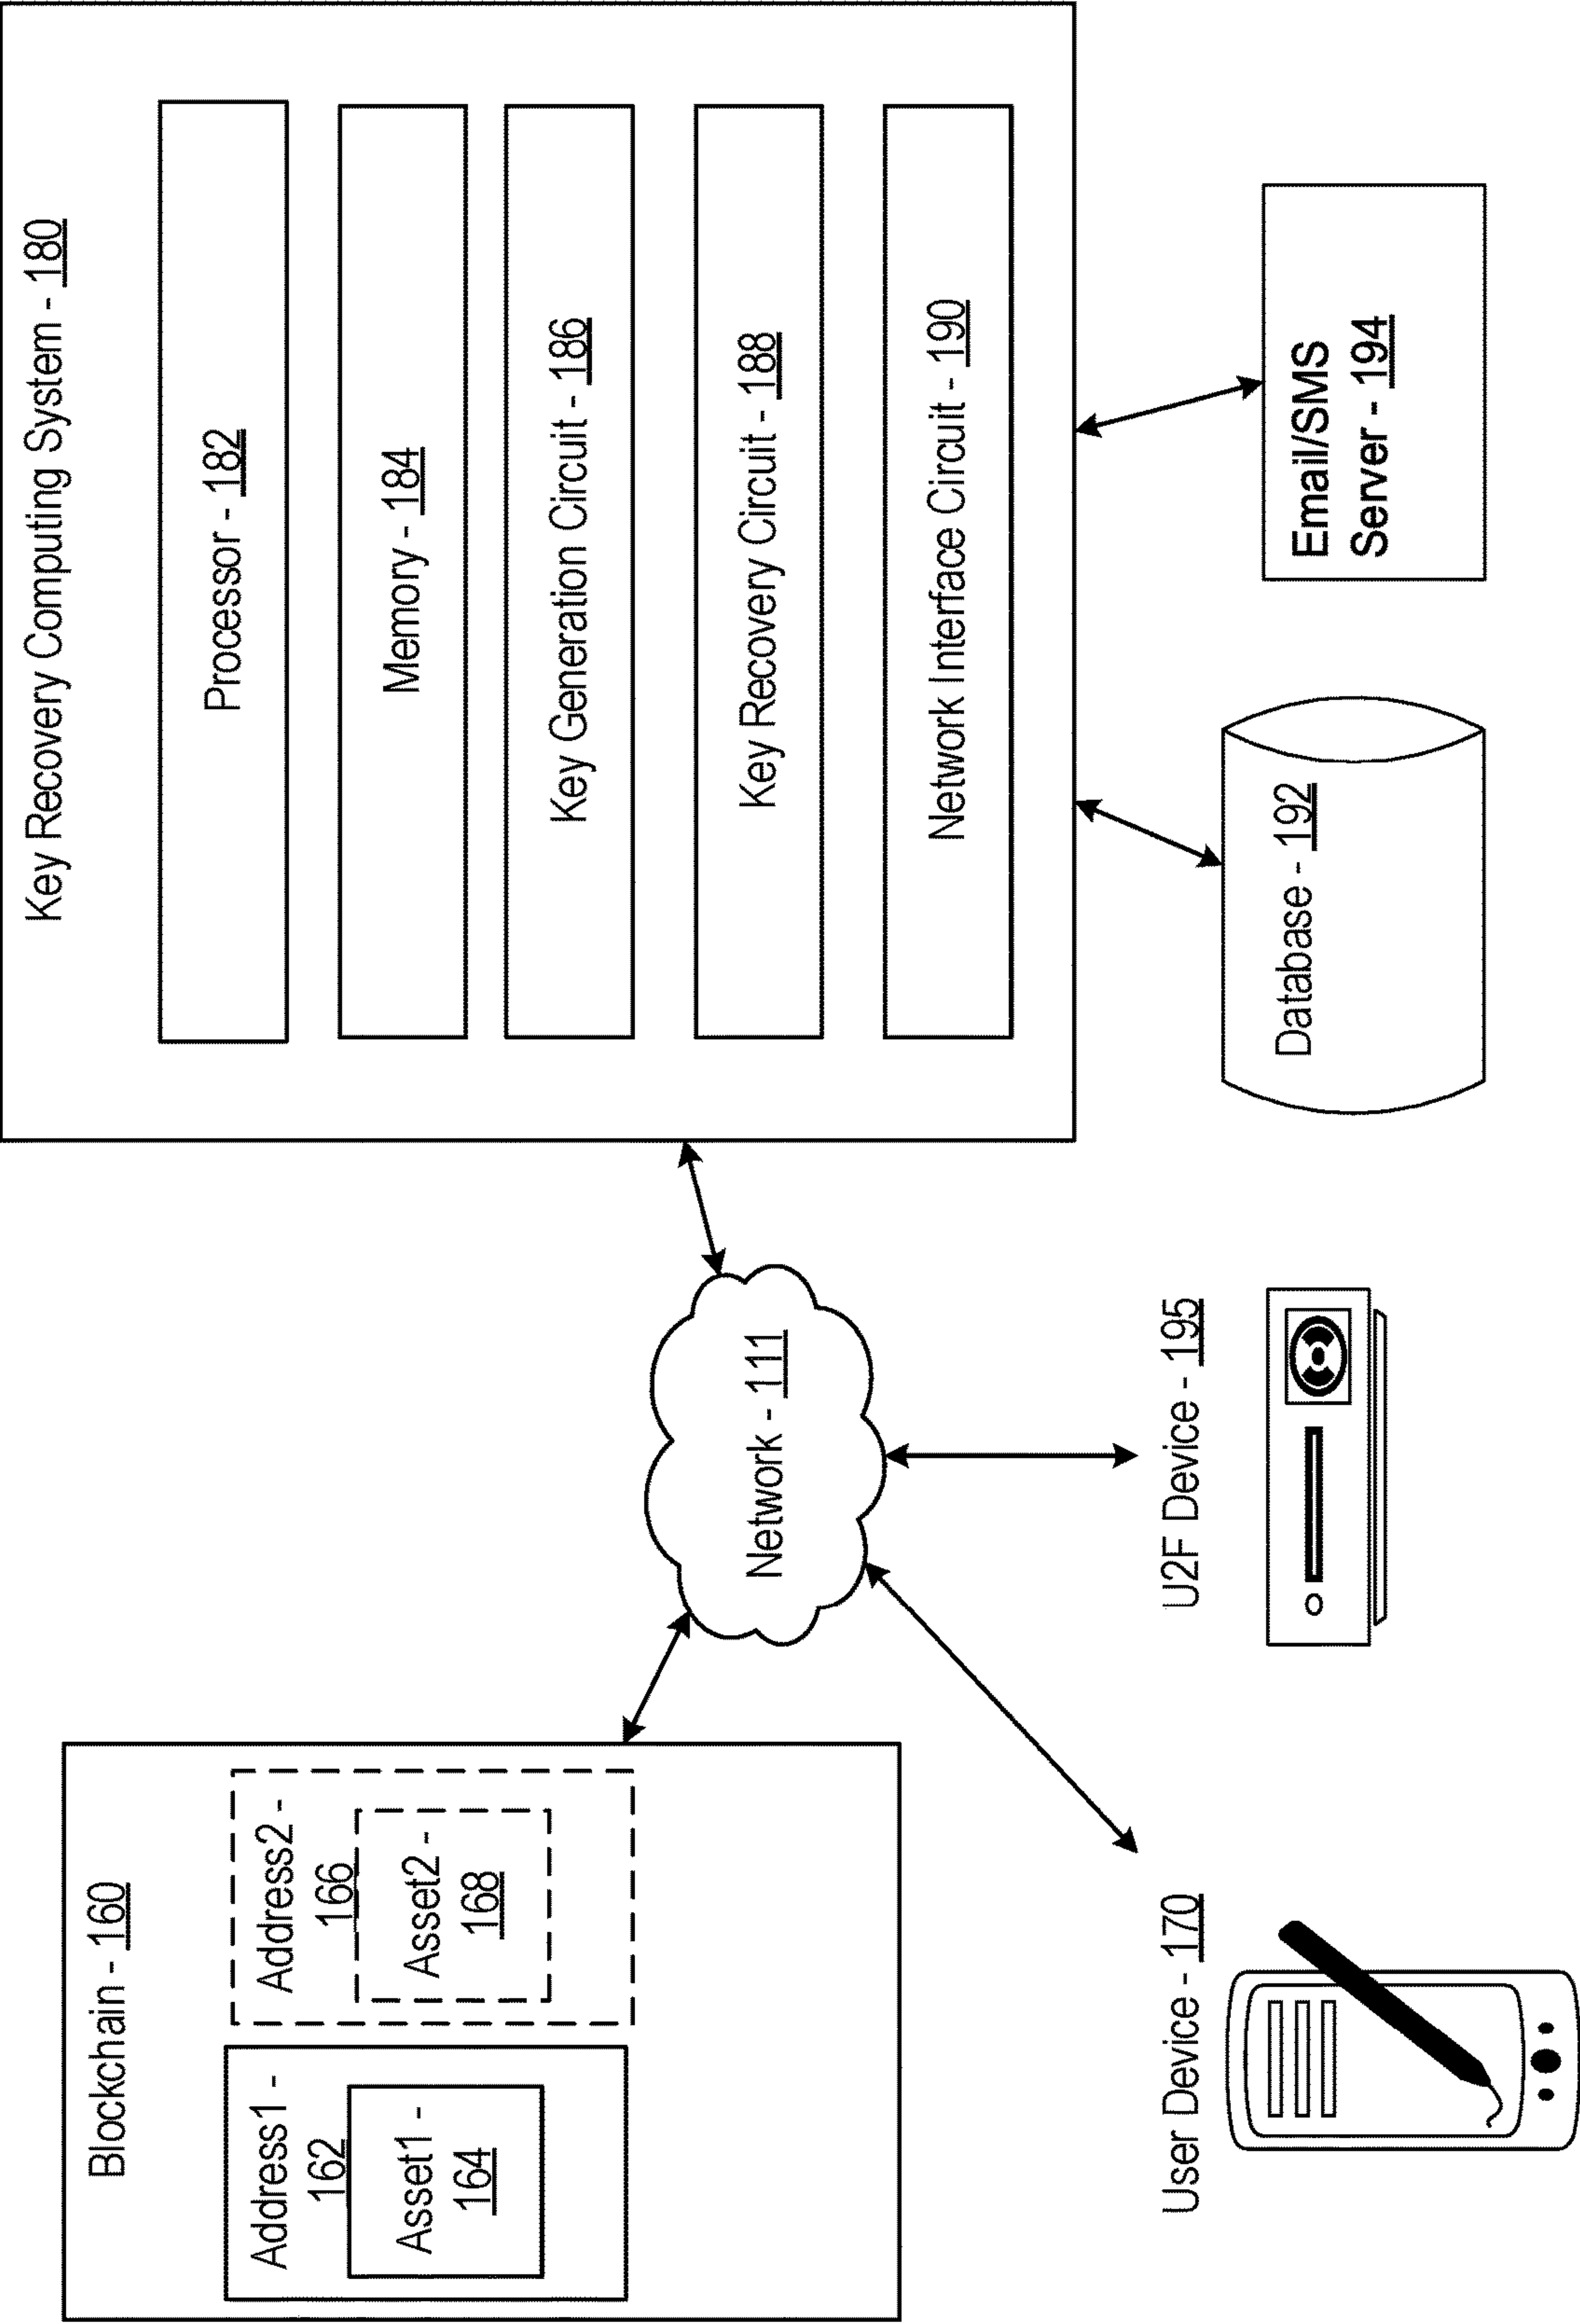 Blockchain - 160
Address1 -
162
Asset1 -
164
Address2 -
166
Asset2 -
168
Network - 111
User Device - 170
U2F Device - 195
Key Recovery Computing System - 180
Processor - 182
Memory - 184
Key Generation Circuit - 186
Key Recovery Circuit - 188
Network Interface Circuit - 190
Database - 192
Email/SMS
Server - 194